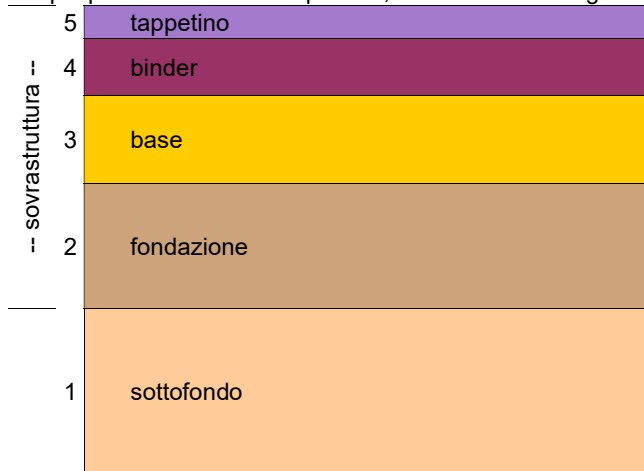 5 tappetino
4 binder
3 base
2 fondazione
1 sottofondo
-- sovrastruttura --